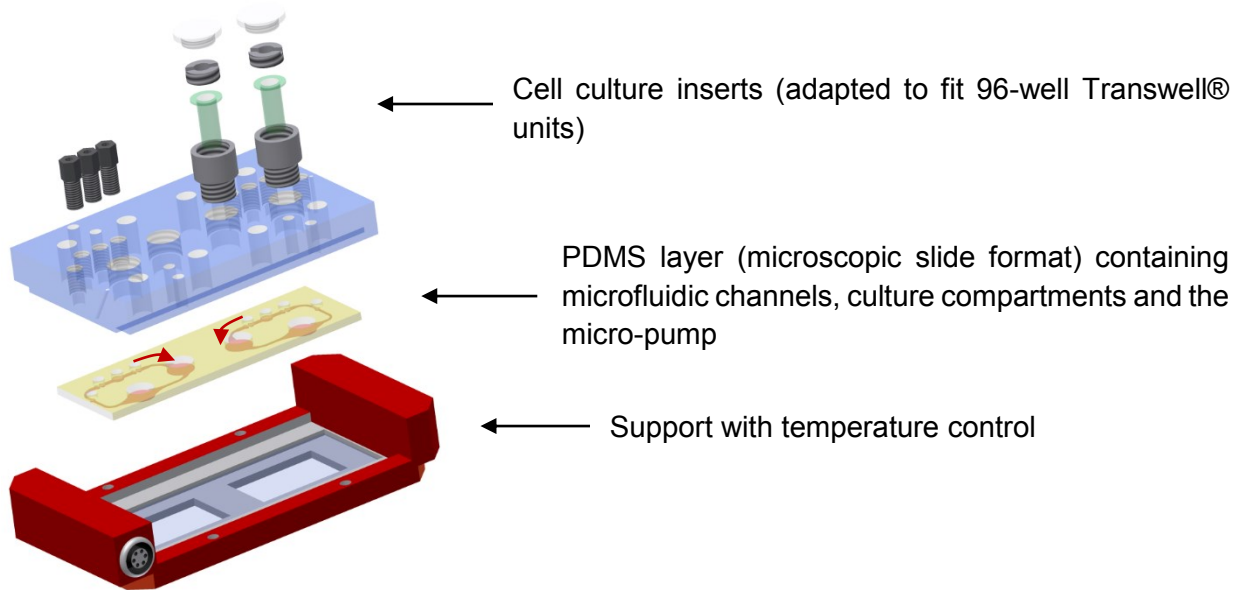 Cell culture inserts (adapted to fit 96-well Transwell®
units)
PDMS layer (microscopic slide format) containing
microfluidic channels, culture compartments and the
micro-pump
Support with temperature control